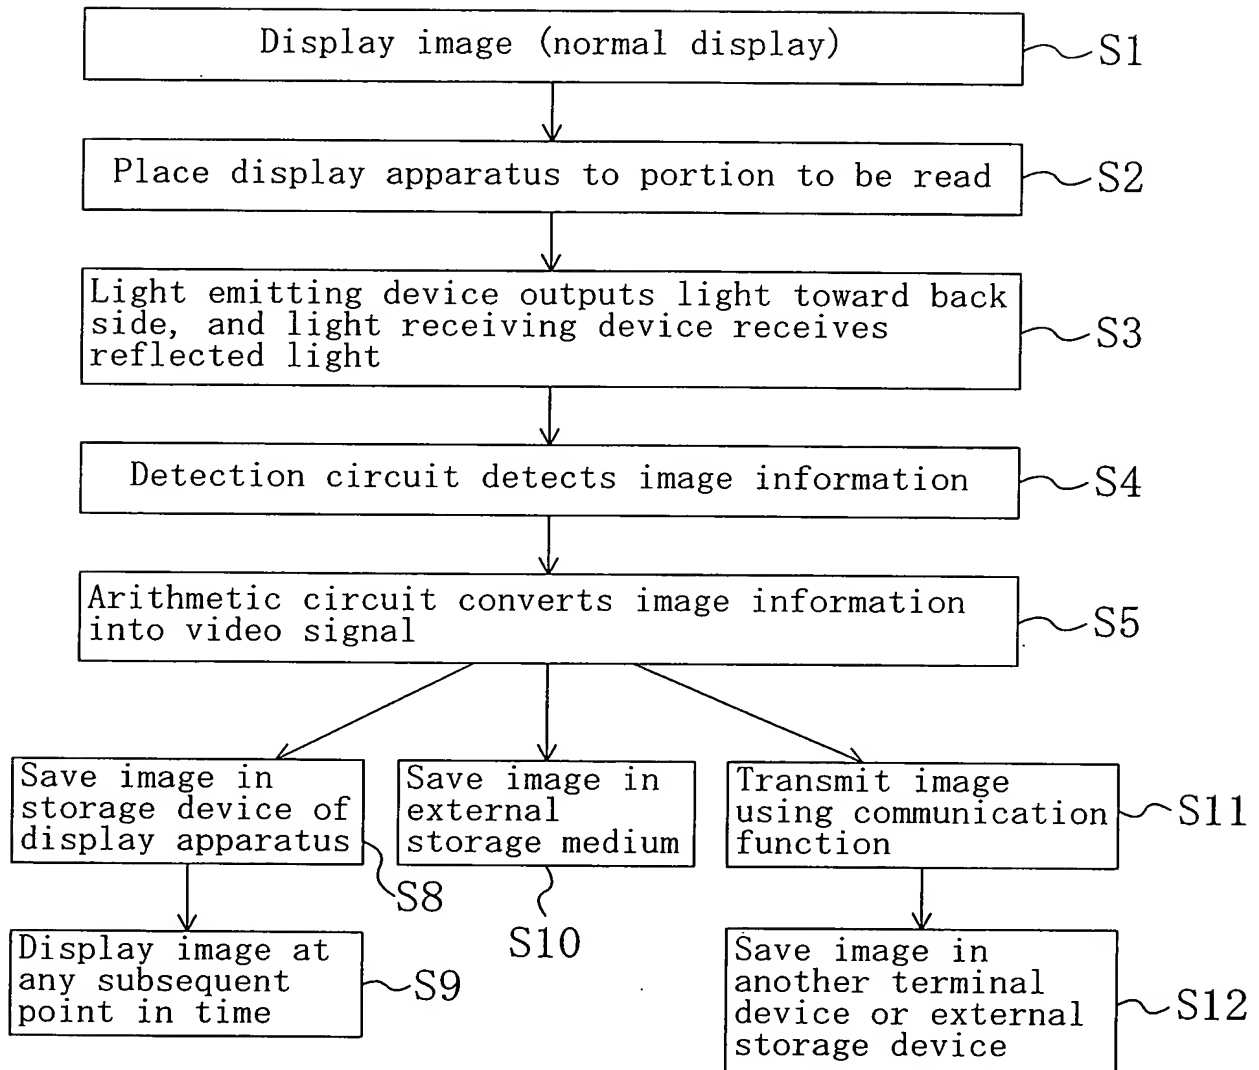 Display image (normal display)
S1
Place display apparatus to portion to be read
S2
Light emitting device outputs light toward back
side, and light receiving device receives
reflected light
S3
Detection circuit detects image information
S4
Arithmetic circuit converts image information
into video signal
S5
Save image in
storage device of
display apparatus
S8
Save image in
external
storage medium
S10
Transmit image
using communication
function
S11
Display image at
any subsequent
point in time
S9
Save image in
another terminal
device or external
storage device
S12